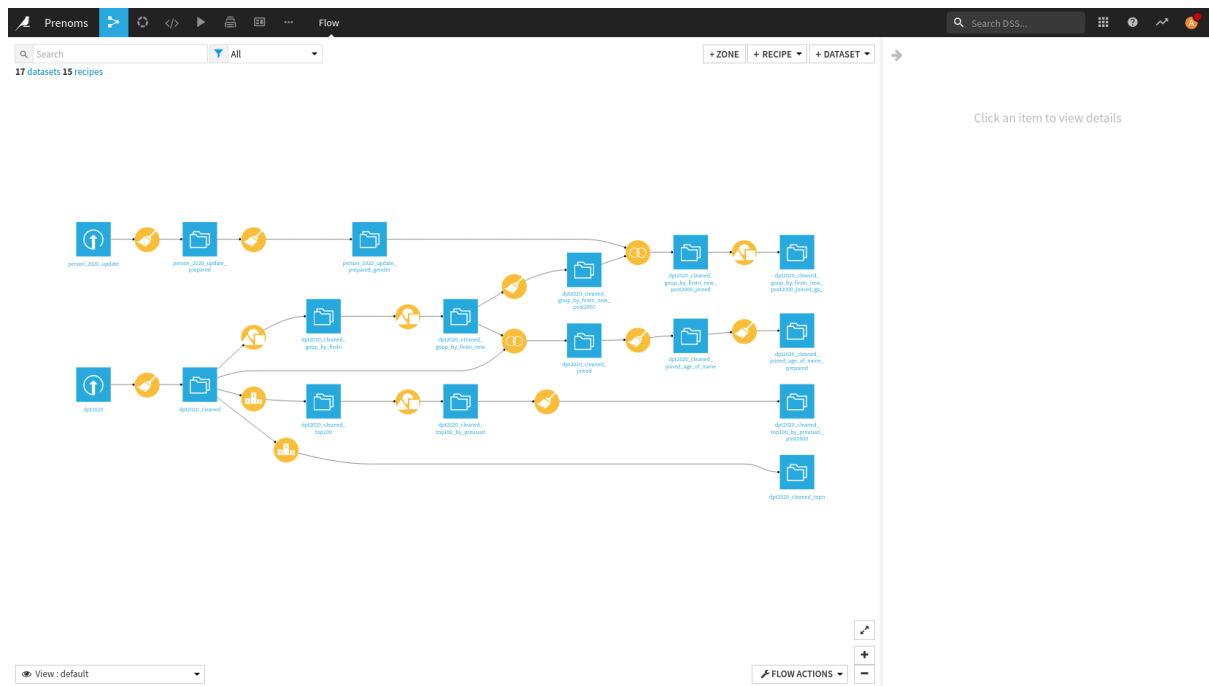 Prenoms
Flow
Search DSS...
A
Search
All
+ ZONE
+ RECIPE
+ DATASET
17 datasets 15 recipes
Click an item to view details
person_2020_update
person_2020_update_
prepared
person_2020_update_
prepared_gender
dpt2020_cleaned_
goup_by_firstn_new_
post2000
dpt2020_cleaned_
goup_by_firstn_new_
post2000_joined
dpt2020_cleaned_
goup_by_firstn_new_
post2000_joined_gp_
dpt2020_cleaned_
goup_by_firstn
dpt2020_cleaned_
goup_by_firstn_new
dpt2020_cleaned_
joined
dpt2020_cleaned_
joined_age_of_name
dpt2020_cleaned_
joined_age_of_name_
prepared
dpt2020
dpt2020_cleaned
dpt2020_cleaned_
top100
dpt2020_cleaned_
top100_by_preusuel
dpt2020_cleaned_
top100_by_preusuel_
post2000
dpt2020_cleaned_topn
View : default
FLOW ACTIONS